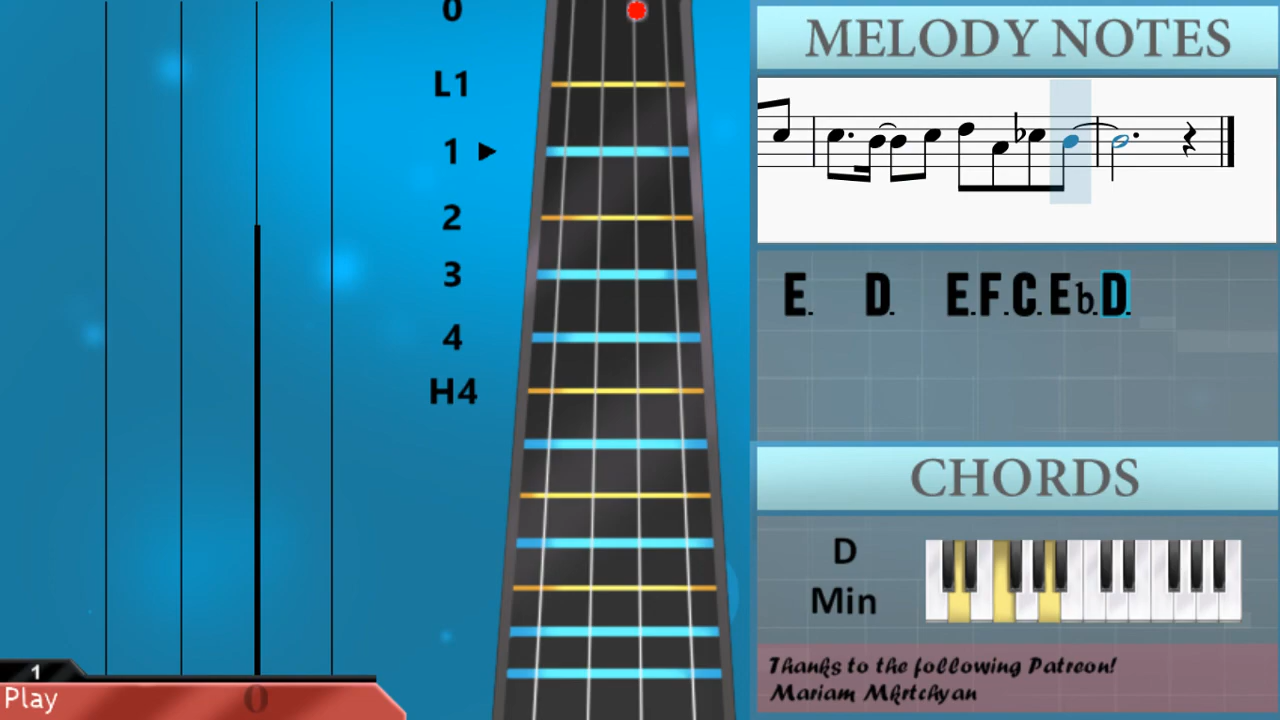 0
L1
1
2
3
4
H4
1
Play
0
MELODY NOTES
E. D. E.F.C.Eb.D.
CHORDS
D
Min
Thanks to the following Patreon!
Mariam Mkrtchyan